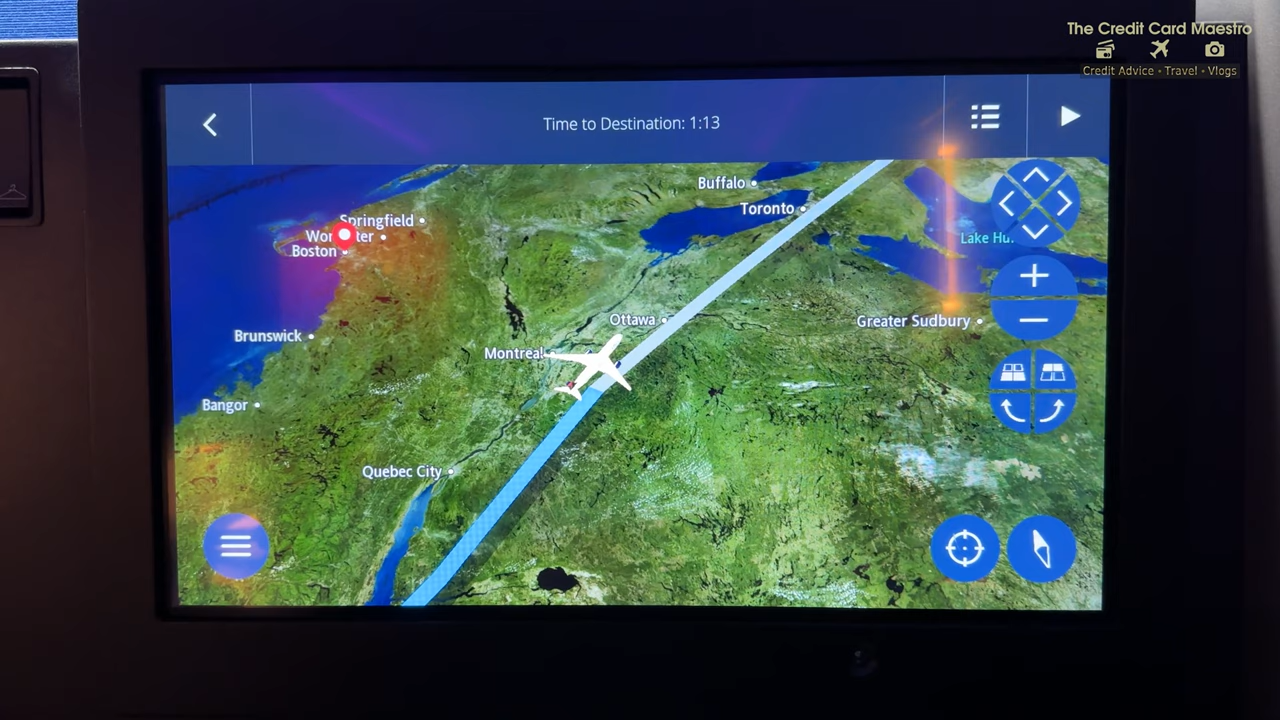 The Credit Card Maestro
Credit Advice • Travel • Vlogs
Time to Destination: 1:13
Buffalo
Toronto
Springfield
Boston
Lake
Ottawa
Greater Sudbury
Brunswick
Montreal
Bangor
Quebec City